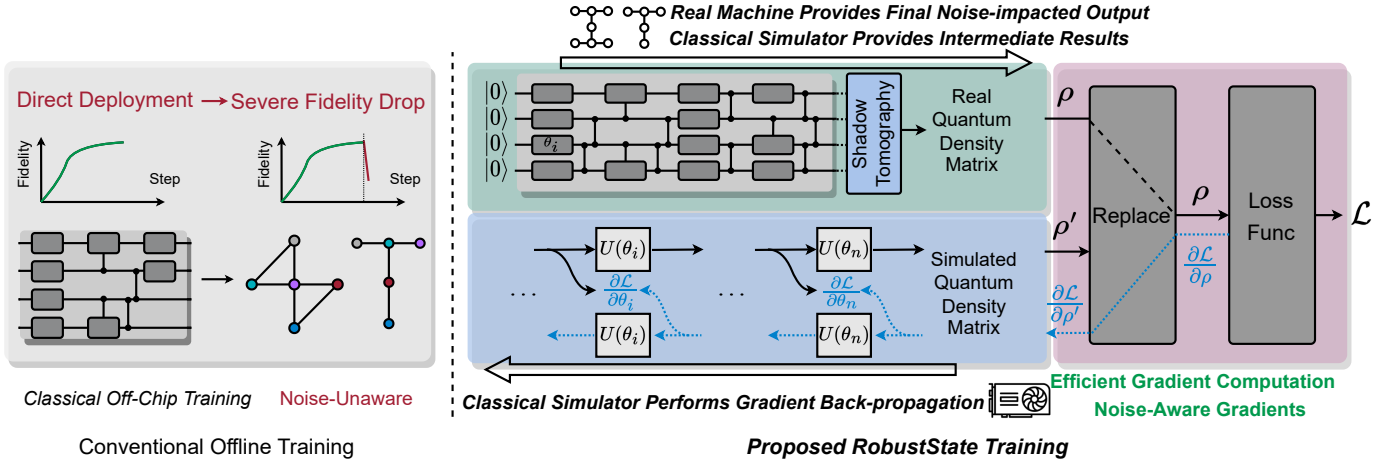 Real Machine Provides Final Noise-impacted Output
Classical Simulator Provides Intermediate Results
Direct Deployment → Severe Fidelity Drop
Fidelity
Step
Fidelity
Step
Classical Off-Chip Training
Noise-Unaware
Conventional Offline Training
|0⟩
|0⟩
|0⟩
|0⟩
θ_i
Shadow
Tomography
Real
Quantum
Density
Matrix
ρ
ρ′
Replace
ρ
∂L/∂ρ
∂L/∂ρ′
Loss
Func
ℒ
...
U(θ_i)
∂L/∂θ_i
U(θ_i)
...
U(θ_n)
∂L/∂θ_n
U(θ_n)
Simulated
Quantum
Density
Matrix
Classical Simulator Performs Gradient Back-propagation
Efficient Gradient Computation
Noise-Aware Gradients
Proposed RobustState Training